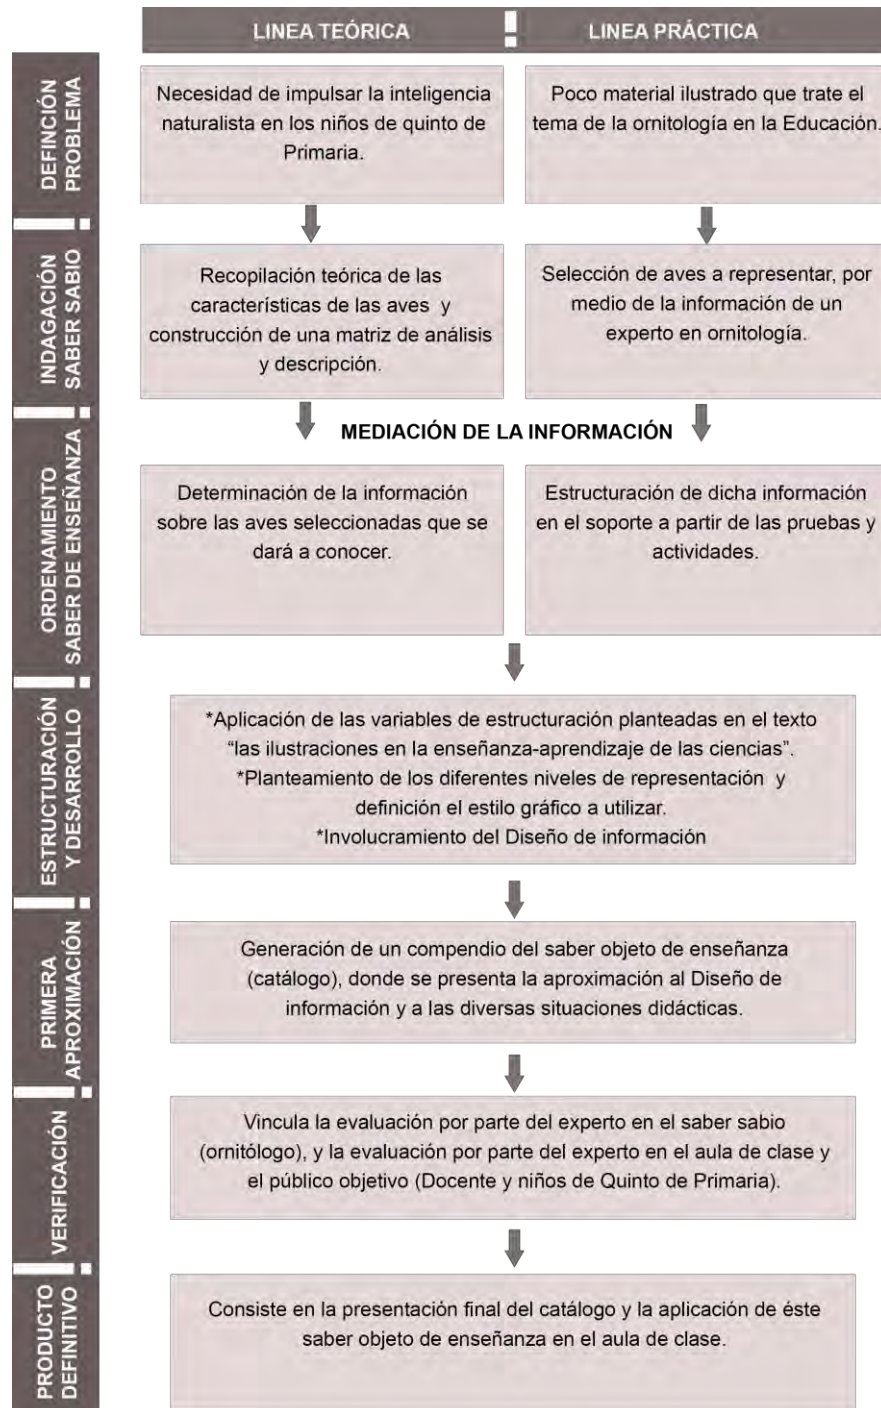 LINEA TEÓRICA
LINEA PRÁCTICA
DEFINCIÓN
PROBLEMA
Necesidad de impulsar la inteligencia
naturalista en los niños de quinto de
Primaria.
Poco material ilustrado que trate el
tema de la ornitología en la Educación.
INDAGACIÓN
SABER SABIO
Recopilación teórica de las
características de las aves y
construcción de una matriz de análisis
y descripción.
Selección de aves a representar, por
medio de la información de un
experto en ornitología.
MEDIACIÓN DE LA INFORMACIÓN
ORDENAMIENTO
SABER DE ENSEÑANZA
Determinación de la información
sobre las aves seleccionadas que se
dará a conocer.
Estructuración de dicha información
en el soporte a partir de las pruebas y
actividades.
ESTRUCTURACIÓN
Y DESARROLLO
*Aplicación de las variables de estructuración planteadas en el texto
“las ilustraciones en la enseñanza-aprendizaje de las ciencias”.
*Planteamiento de los diferentes niveles de representación y
definición el estilo gráfico a utilizar.
*Involucramiento del Diseño de información
PRIMERA
APROXIMACIÓN
Generación de un compendio del saber objeto de enseñanza
(catálogo), donde se presenta la aproximación al Diseño de
información y a las diversas situaciones didácticas.
VERIFICACIÓN
Vincula la evaluación por parte del experto en el saber sabio
(ornitólogo), y la evaluación por parte del experto en el aula de clase y
el público objetivo (Docente y niños de Quinto de Primaria).
PRODUCTO
DEFINITIVO
Consiste en la presentación final del catálogo y la aplicación de éste
saber objeto de enseñanza en el aula de clase.